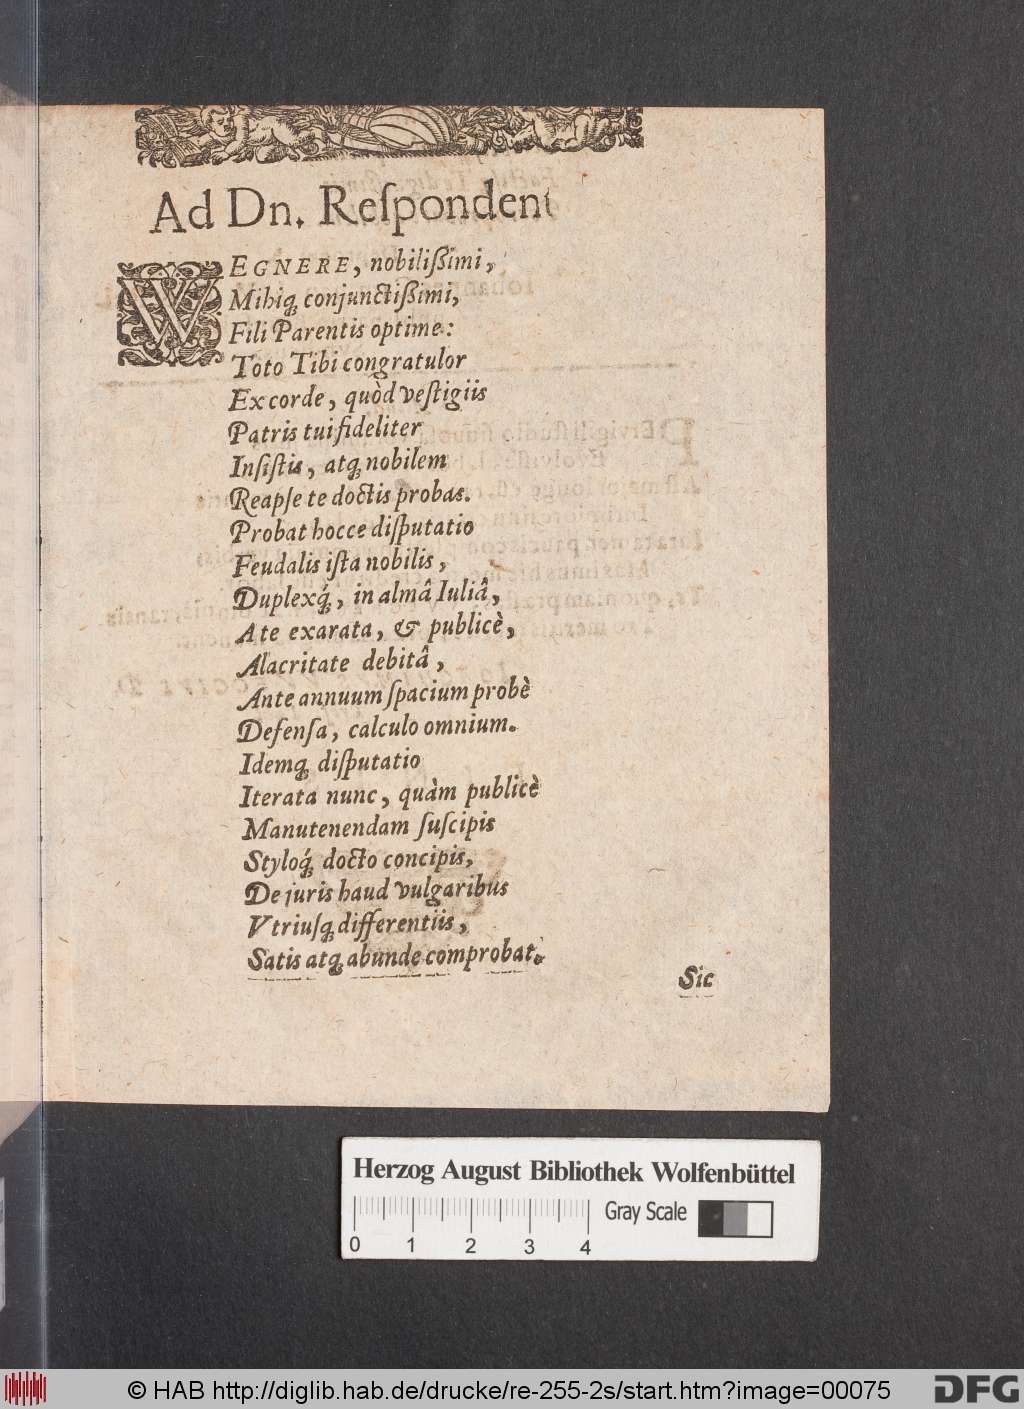 Ad Dn. Reſpondent
WEGNERE, nobilißimi,
Mihiq́; conjunctißimi,
Fili Parentis optime:
Toto Tibi congratulor
Ex corde, quòd veſtigiis
Patris tui fideliter
Inſiſtis, atq; nobilem
Reapſe te doctis probas.
Probat hocce diſputatio
Feudalis iſta nobilis,
Duplexq́;, in almâ Iuliâ,
A te exarata, & publicè,
Alacritate debitâ,
Ante annuum ſpacium probè
Defenſa, calculo omnium.
Idemq; diſputatio
Iterata nunc, quàm publicè
Manutenendam ſuſcipis
Styloq́; docto concipis,
De juris haud vulgaribus
Vtriuſq; differentiis,
Satis atq; abunde comprobat.
Sic
Herzog August Bibliothek Wolfenbüttel
Gray Scale
0 1 2 3 4
© HAB http://diglib.hab.de/drucke/re-255-2s/start.htm?image=00075
DFG